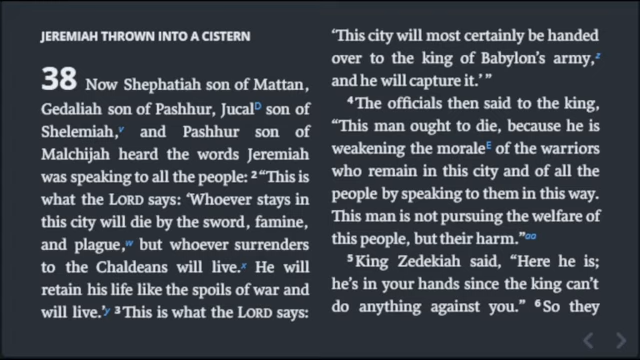 JEREMIAH THROWN INTO A CISTERN
38 Now Shephatiah son of Mattan,
Gedaliah son of Pashhur, Jucalᴰ son of
Shelemiah,ᵛ and Pashhur son of
Malchijah heard the words Jeremiah
was speaking to all the people: ²“This is
what the LORD says: ‘Whoever stays in
this city will die by the sword, famine,
and plague,ʷ but whoever surrenders
to the Chaldeans will live.ˣ He will
retain his life like the spoils of war and
will live.’ʸ ³This is what the LORD says:
‘This city will most certainly be handed
over to the king of Babylon’s army,ᶻ
and he will capture it.’ ”
⁴The officials then said to the king,
“This man ought to die, because he is
weakening the moraleᴱ of the warriors
who remain in this city and of all the
people by speaking to them in this way.
This man is not pursuing the welfare of
this people, but their harm.”ᵃᵃ
⁵King Zedekiah said, “Here he is;
he’s in your hands since the king can’t
do anything against you.” ⁶So they